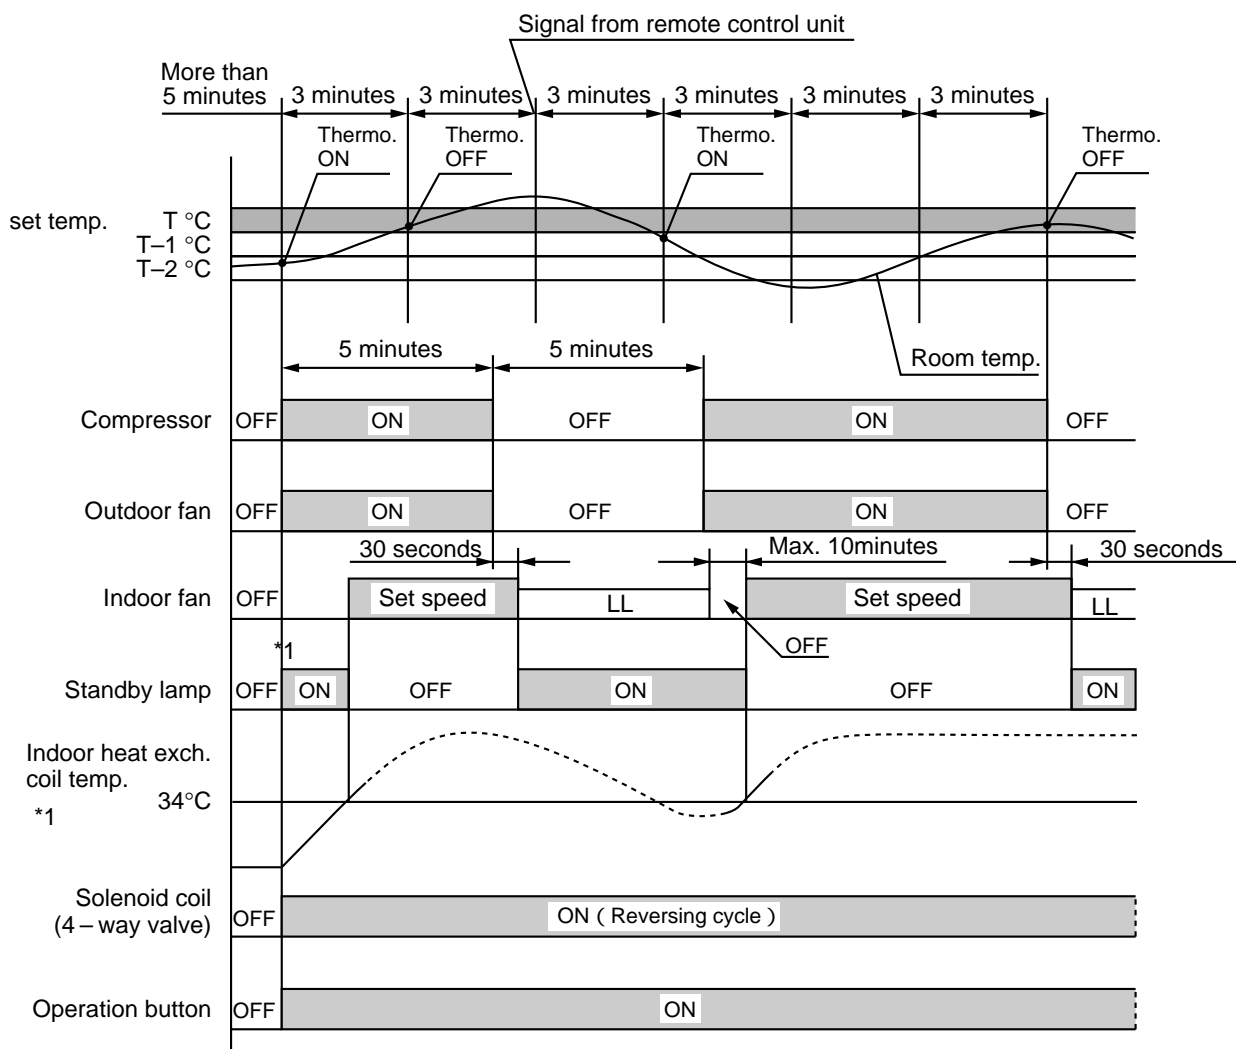 Signal from remote control unit
More than
5 minutes
3 minutes 3 minutes 3 minutes 3 minutes 3 minutes 3 minutes
Thermo.
ON
Thermo.
OFF
Thermo.
ON
Thermo.
OFF
set temp. T °C
T–1 °C
T–2 °C
Room temp.
5 minutes 5 minutes
Compressor OFF ON OFF ON OFF
Outdoor fan OFF ON OFF ON OFF
30 seconds Max. 10minutes 30 seconds
Indoor fan OFF Set speed LL Set speed LL
OFF
*1
Standby lamp OFF ON OFF ON OFF ON
Indoor heat exch.
coil temp.
34°C
*1
Solenoid coil
(4 – way valve) OFF ON ( Reversing cycle )
Operation button OFF ON